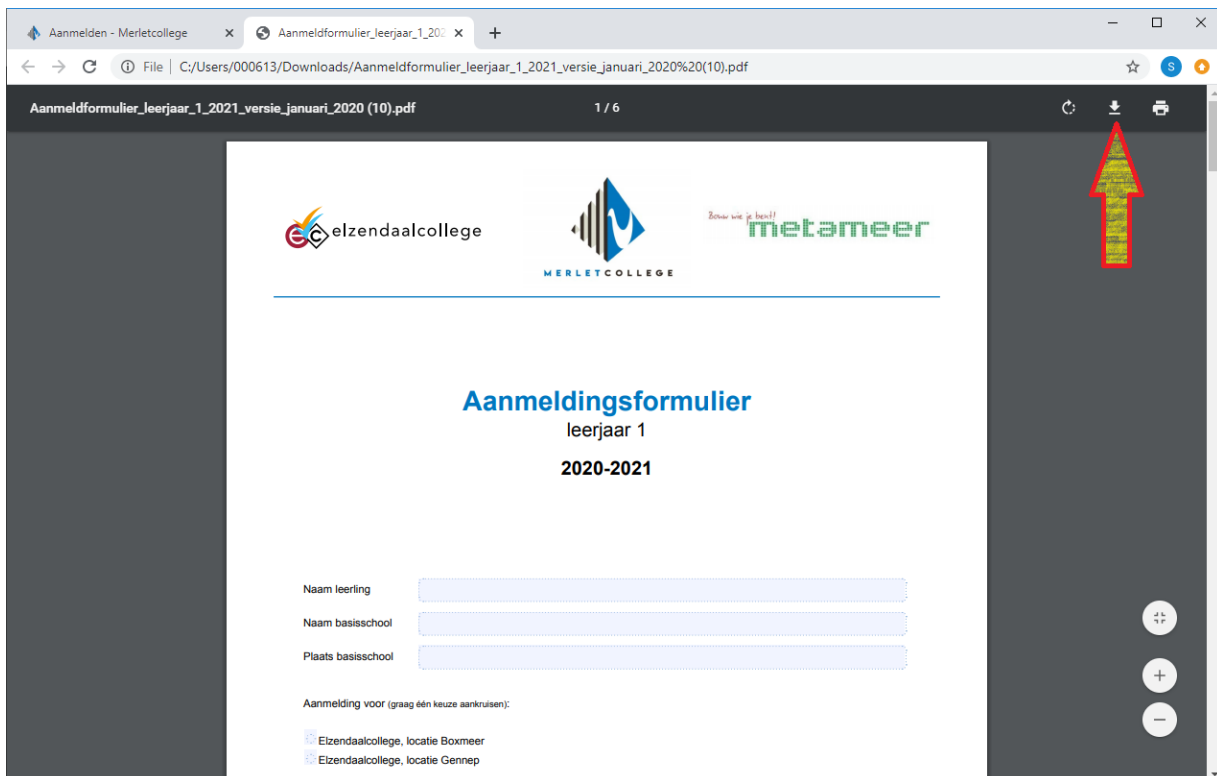 Aanmelden - Merletcollege
Aanmeldformulier_leerjaar_1_202
File | C:/Users/000613/Downloads/Aanmeldformulier_leerjaar_1_2021_versie_januari_2020%20(10).pdf
S
Aanmeldformulier_leerjaar_1_2021_versie_januari_2020 (10).pdf
1 / 6
ec elzendaalcollege
MERLETCOLLEGE
Bouw wie je bent!
metameer
Aanmeldingsformulier
leerjaar 1
2020-2021
Naam leerling
Naam basisschool
Plaats basisschool
Aanmelding voor (graag één keuze aankruisen):
Elzendaalcollege, locatie Boxmeer
Elzendaalcollege, locatie Gennep